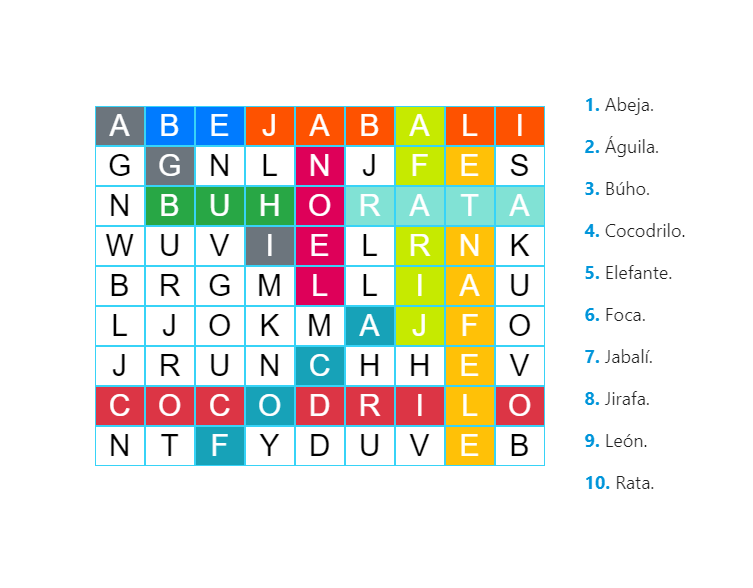 A B E J A B A L I
G G N L N J F E S
N B U H O R A T A
W U V I E L R N K
B R G M L L I A U
L J O K M A J F O
J R U N C H H E V
C O C O D R I L O
N T F Y D U V E B
1. Abeja.
2. Águila.
3. Búho.
4. Cocodrilo.
5. Elefante.
6. Foca.
7. Jabalí.
8. Jirafa.
9. León.
10. Rata.